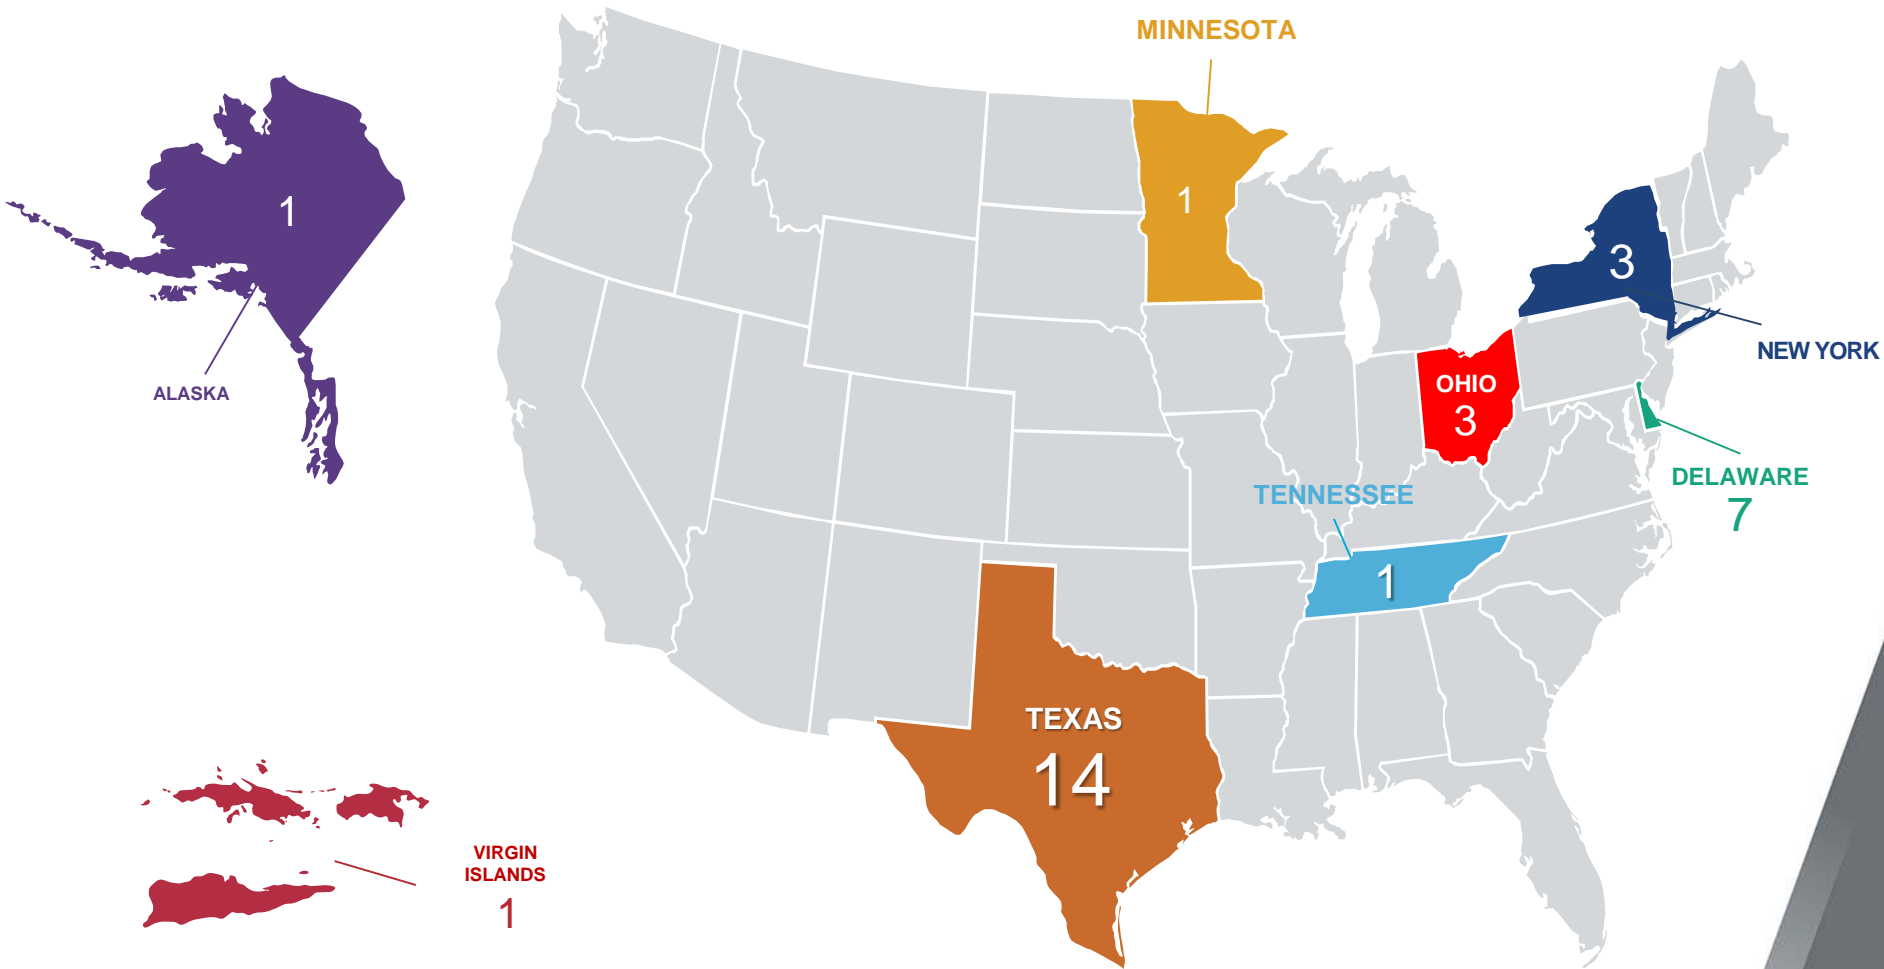 MINNESOTA
1
1
ALASKA
3
NEW YORK
OHIO
3
DELAWARE
7
TENNESSEE
1
TEXAS
14
VIRGIN
ISLANDS
1